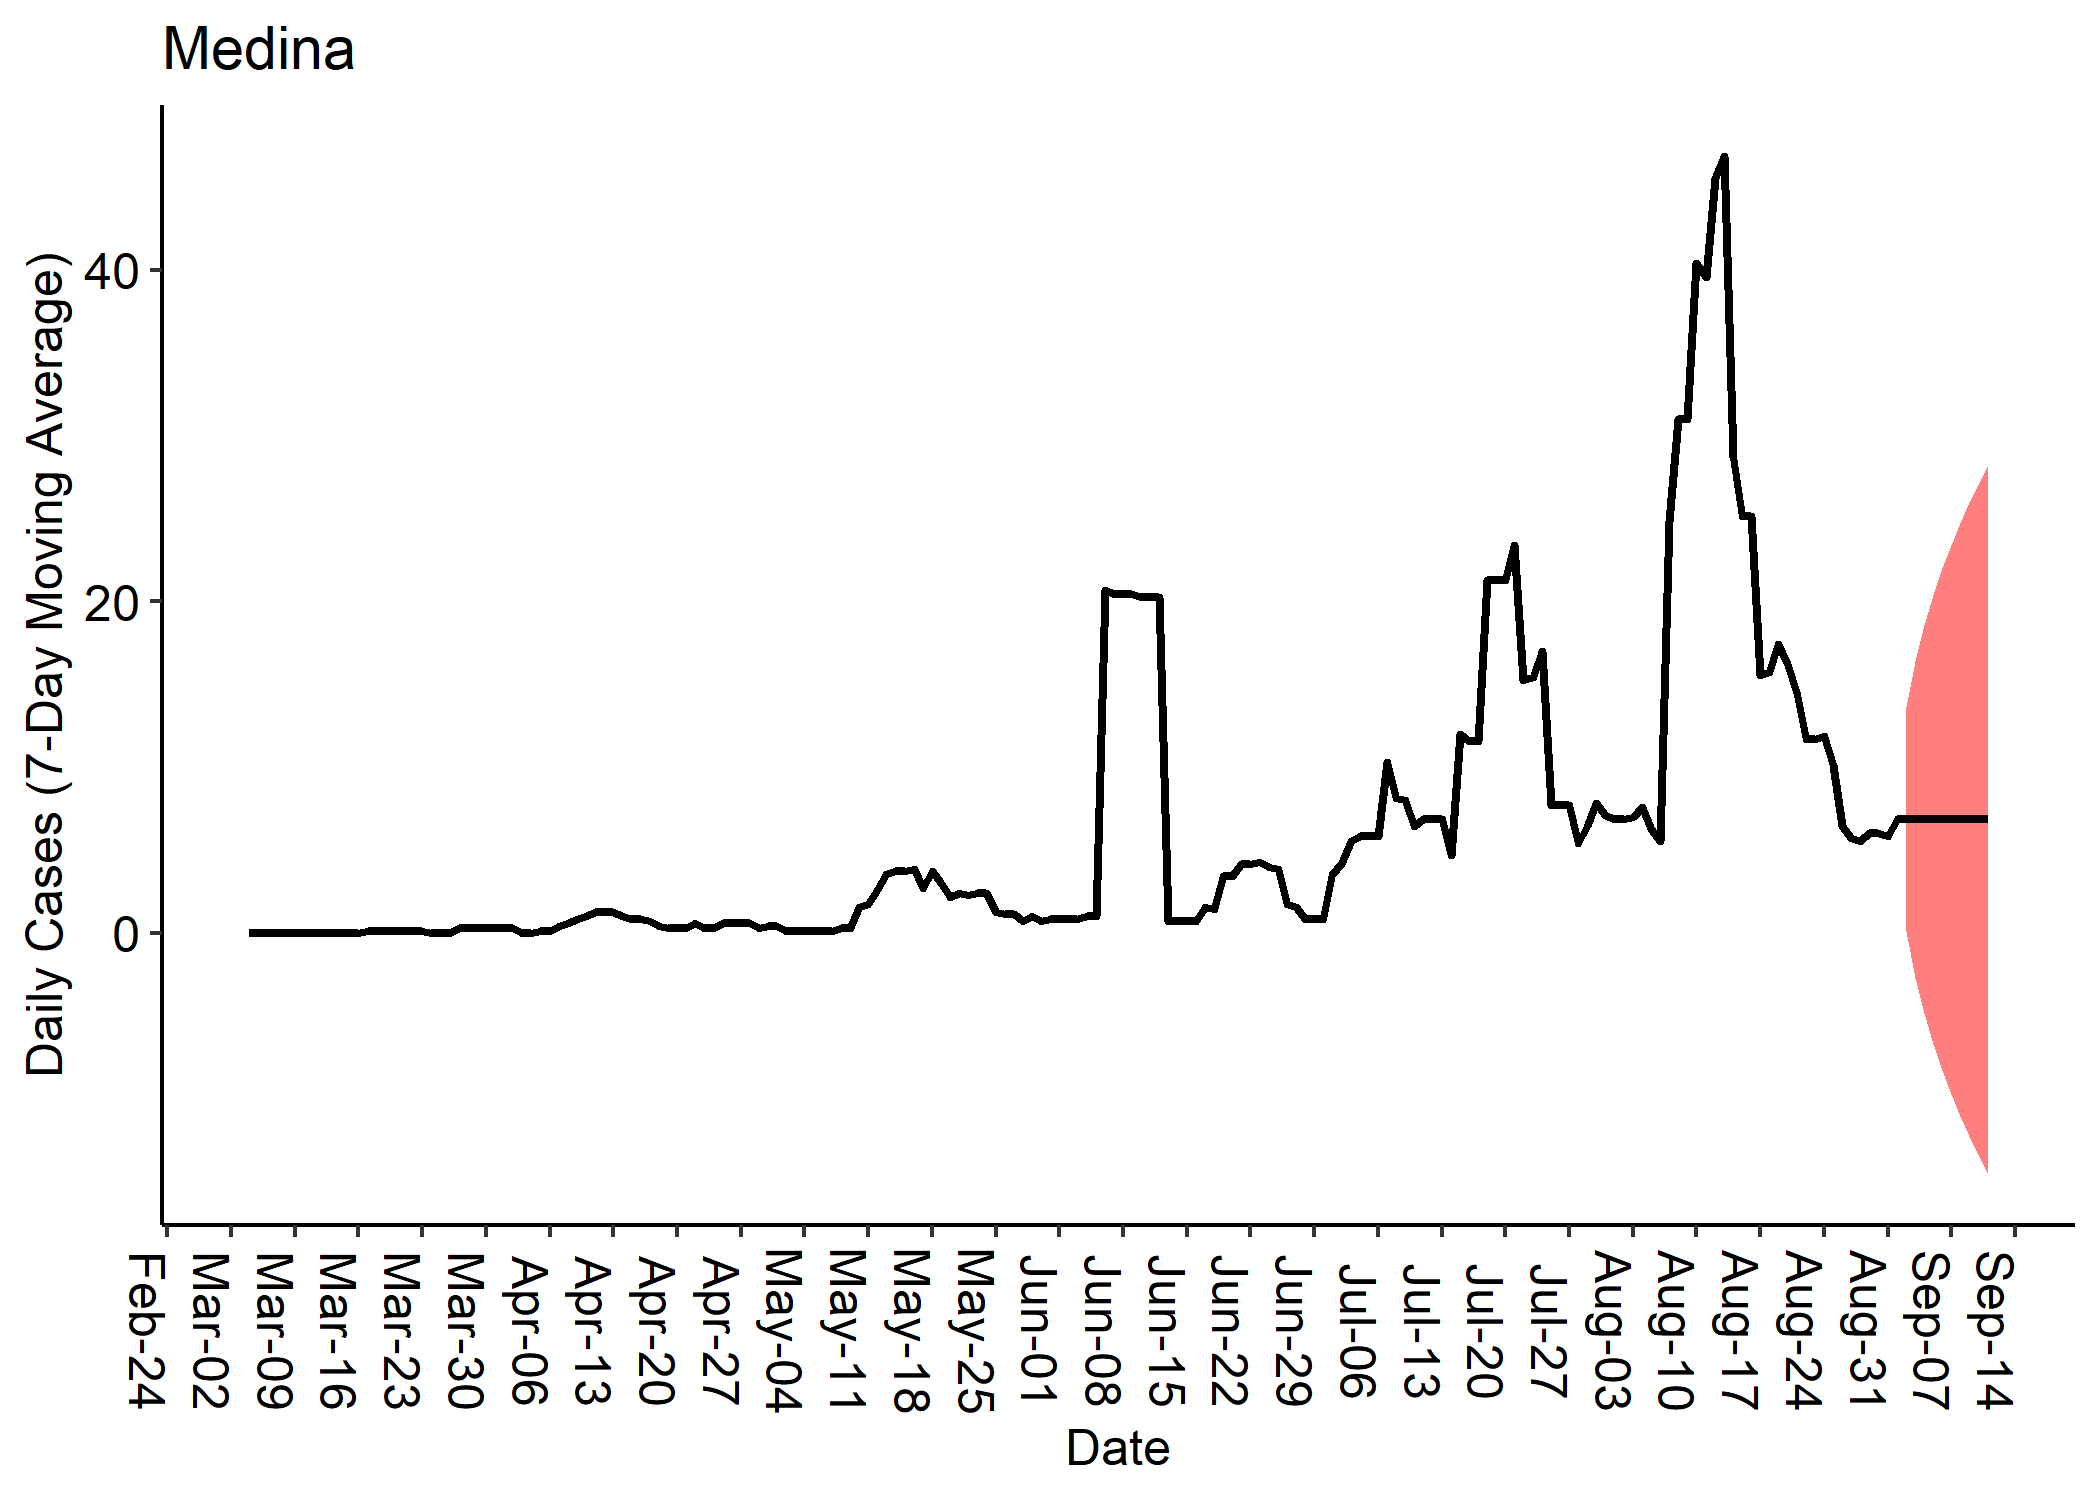 Medina
Daily Cases (7-Day Moving Average)
40
20
0
Feb-24
Mar-02
Mar-09
Mar-16
Mar-23
Mar-30
Apr-06
Apr-13
Apr-20
Apr-27
May-04
May-11
May-18
May-25
Jun-01
Jun-08
Jun-15
Jun-22
Jun-29
Jul-06
Jul-13
Jul-20
Jul-27
Aug-03
Aug-10
Aug-17
Aug-24
Aug-31
Sep-07
Sep-14
Date